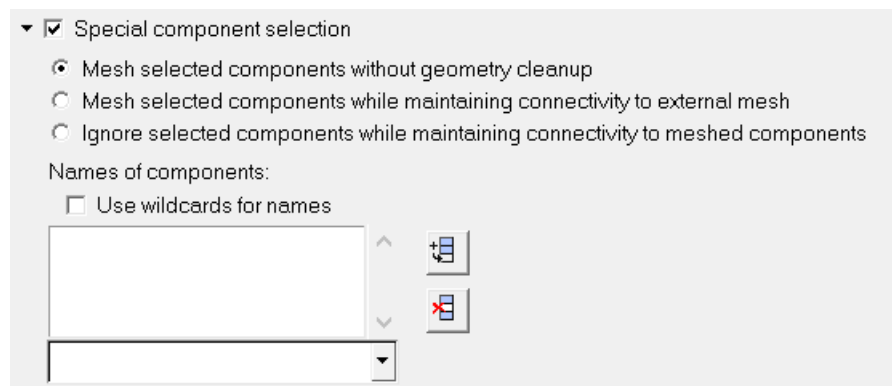 Special component selection
Mesh selected components without geometry cleanup
Mesh selected components while maintaining connectivity to external mesh
Ignore selected components while maintaining connectivity to meshed components
Names of components:
Use wildcards for names